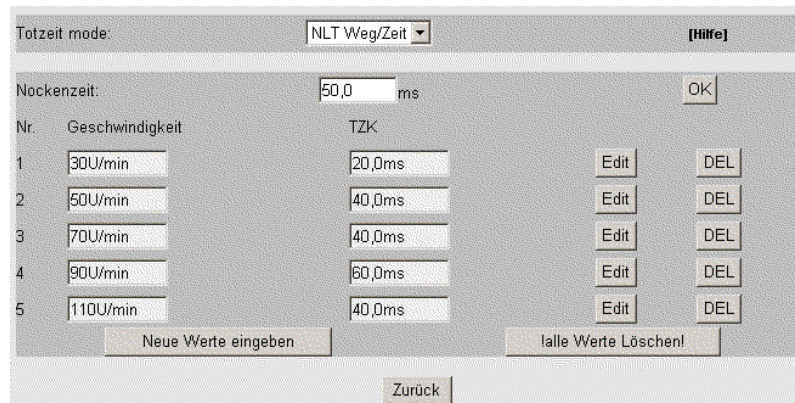 Totzeit mode: NLT Weg/Zeit [Hilfe]
Nockenzeit: 50,0 ms OK
Nr. Geschwindigkeit TZK
1 30U/min 20,0ms Edit DEL
2 50U/min 40,0ms Edit DEL
3 70U/min 40,0ms Edit DEL
4 90U/min 60,0ms Edit DEL
5 110U/min 40,0ms Edit DEL
Neue Werte eingeben !alle Werte Löschen!
Zurück